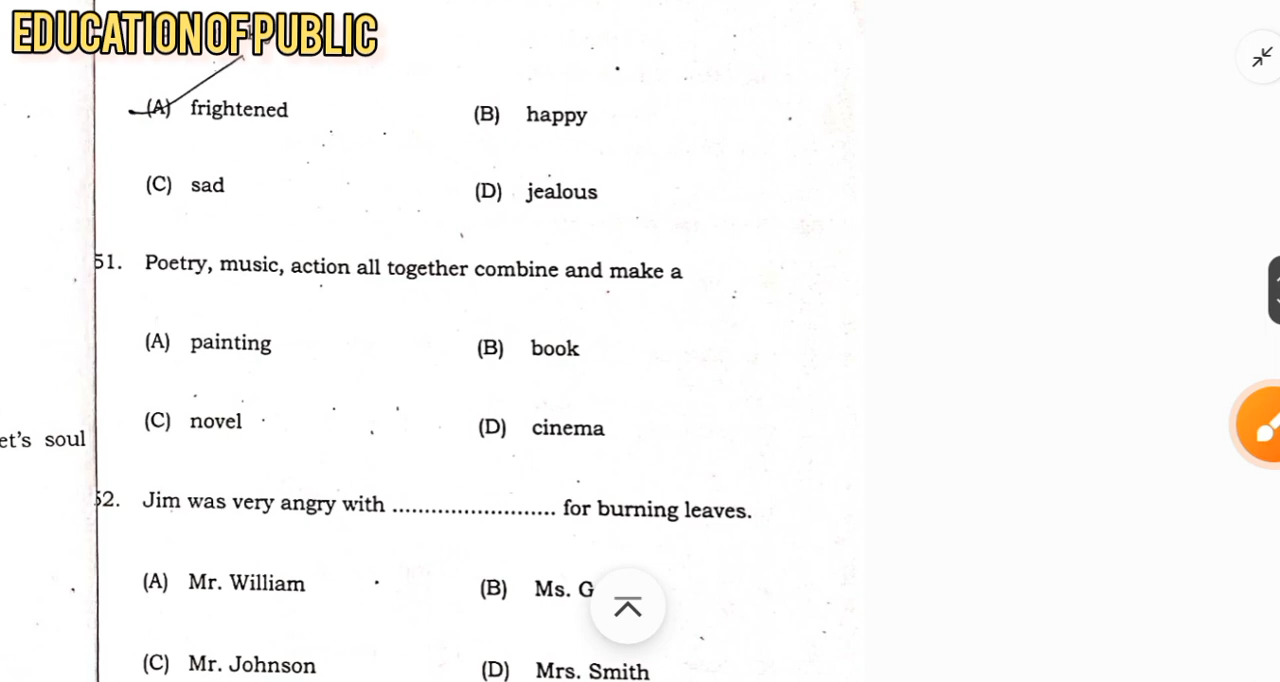 EDUCATIONOFPUBLIC
(A) frightened (B) happy
(C) sad (D) jealous
51. Poetry, music, action all together combine and make a
(A) painting (B) book
(C) novel (D) cinema
et's soul
52. Jim was very angry with ......................... for burning leaves.
(A) Mr. William (B) Ms. G
(C) Mr. Johnson (D) Mrs. Smith